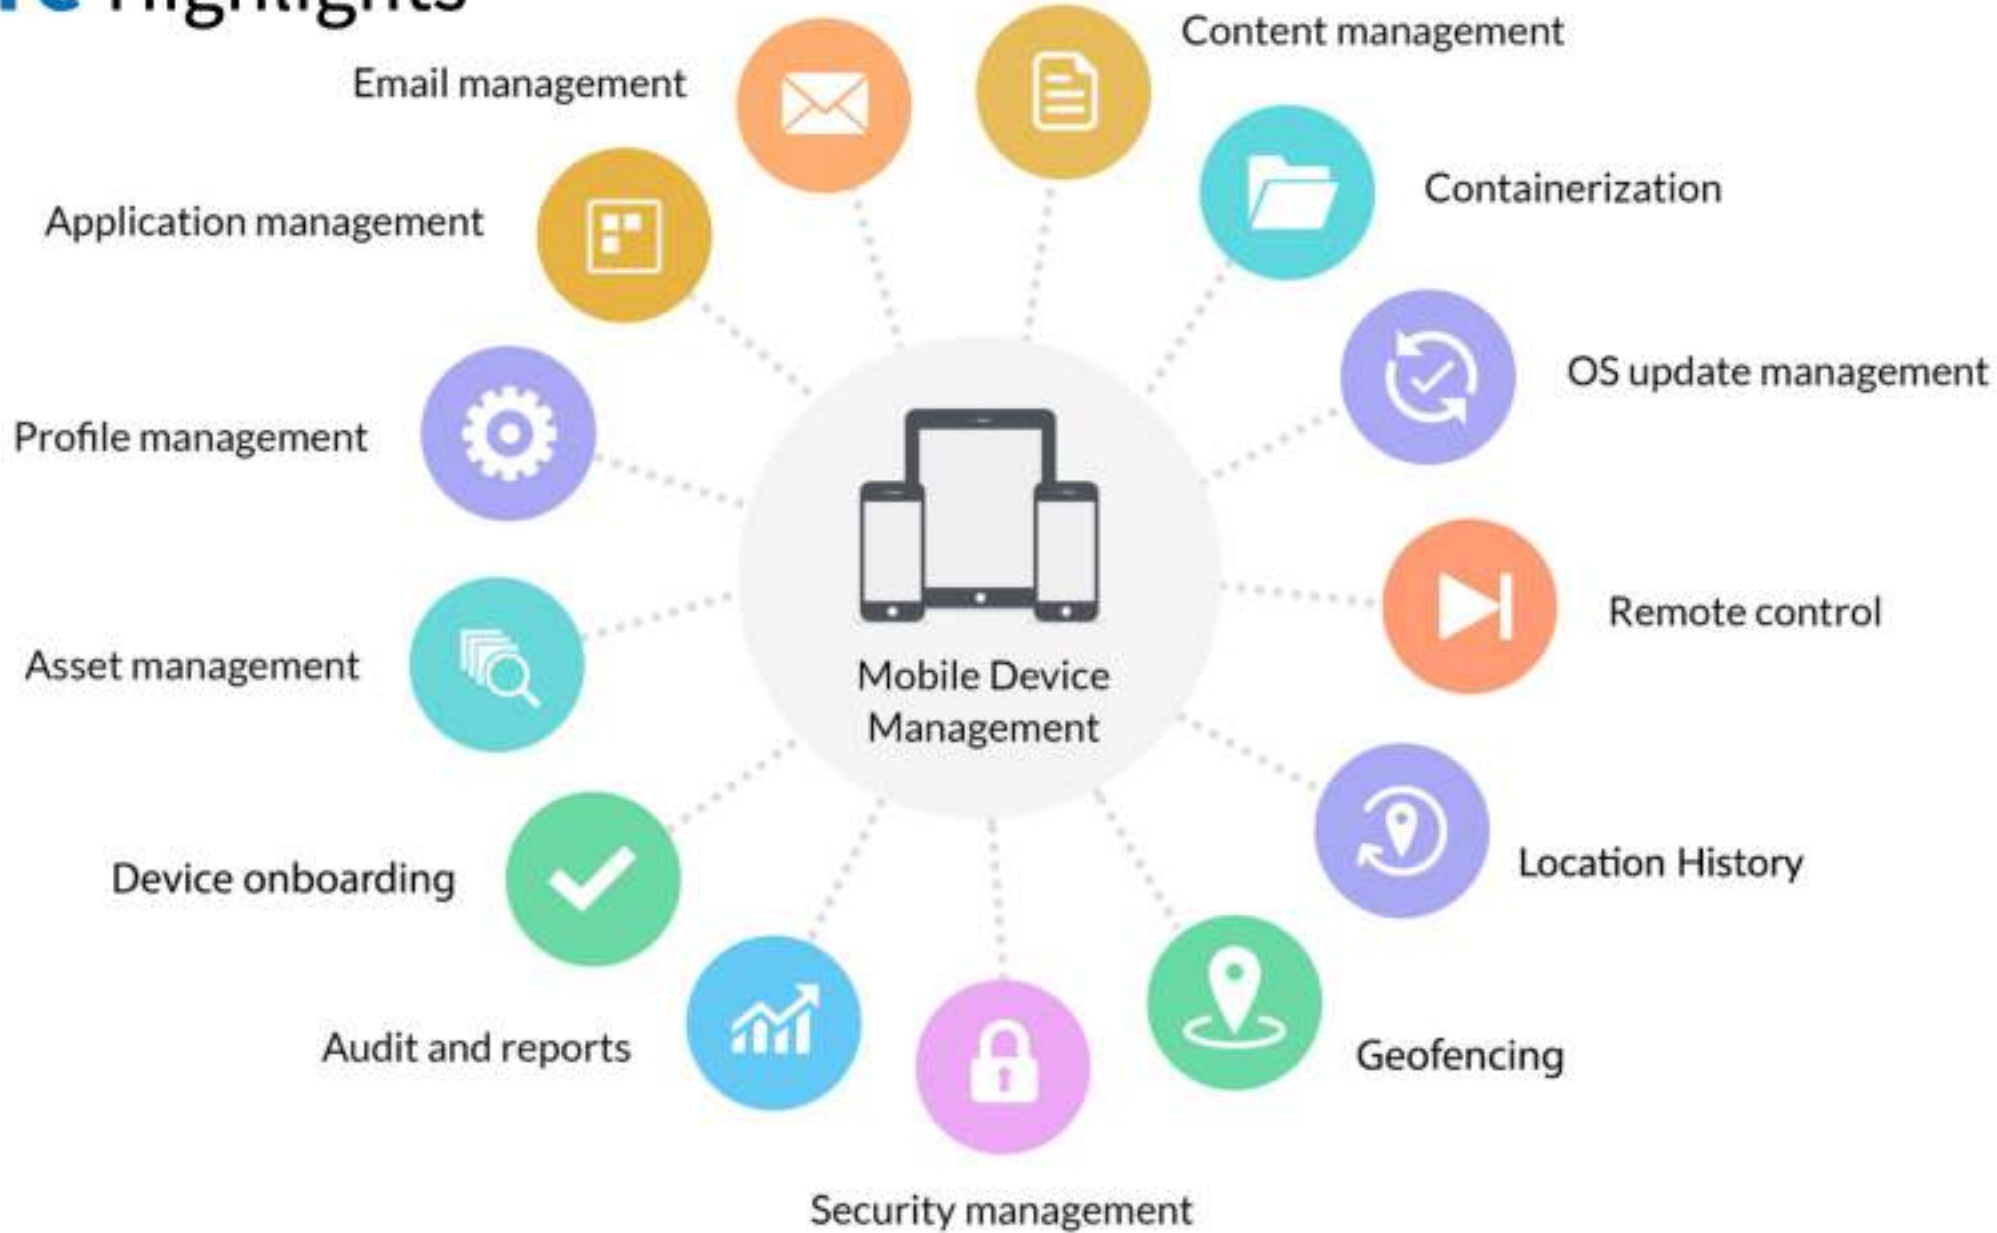 Highlights
Content management
Email management
Containerization
Application management
OS update management
Profile management
Remote control
Asset management
Mobile Device
Management
Location History
Device onboarding
Audit and reports
Geofencing
Security management